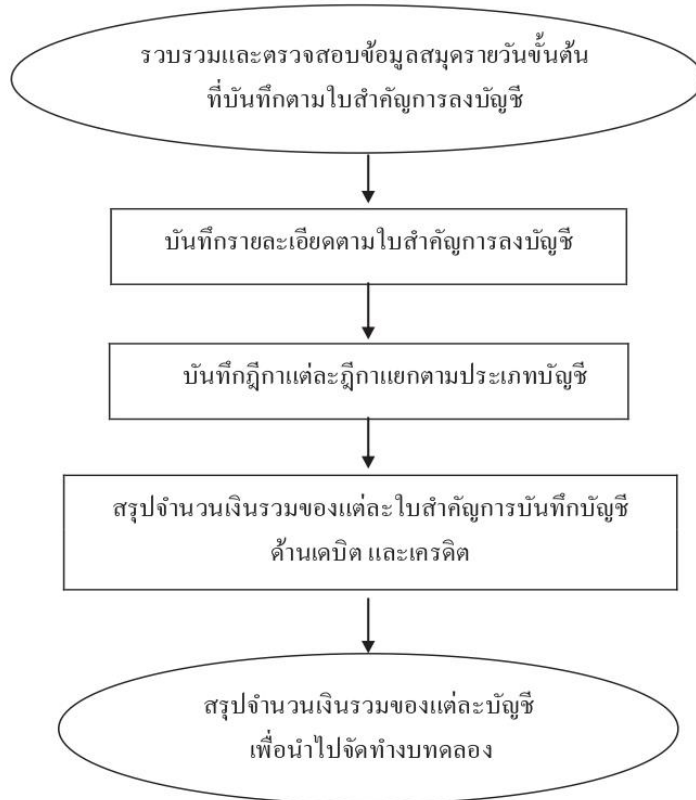 รวบรวมและตรวจสอบข้อมูลสมุดรายวันขั้นต้น
ที่บันทึกตามใบสำคัญการลงบัญชี
บันทึกรายละเอียดตามใบสำคัญการลงบัญชี
บันทึกฎีกาแต่ละฎีกาแยกตามประเภทบัญชี
สรุปจำนวนเงินรวมของแต่ละใบสำคัญการบันทึกบัญชี
ด้านเดบิต และเครดิต
สรุปจำนวนเงินรวมของแต่ละบัญชี
เพื่อนำไปจัดทำงบทดลอง